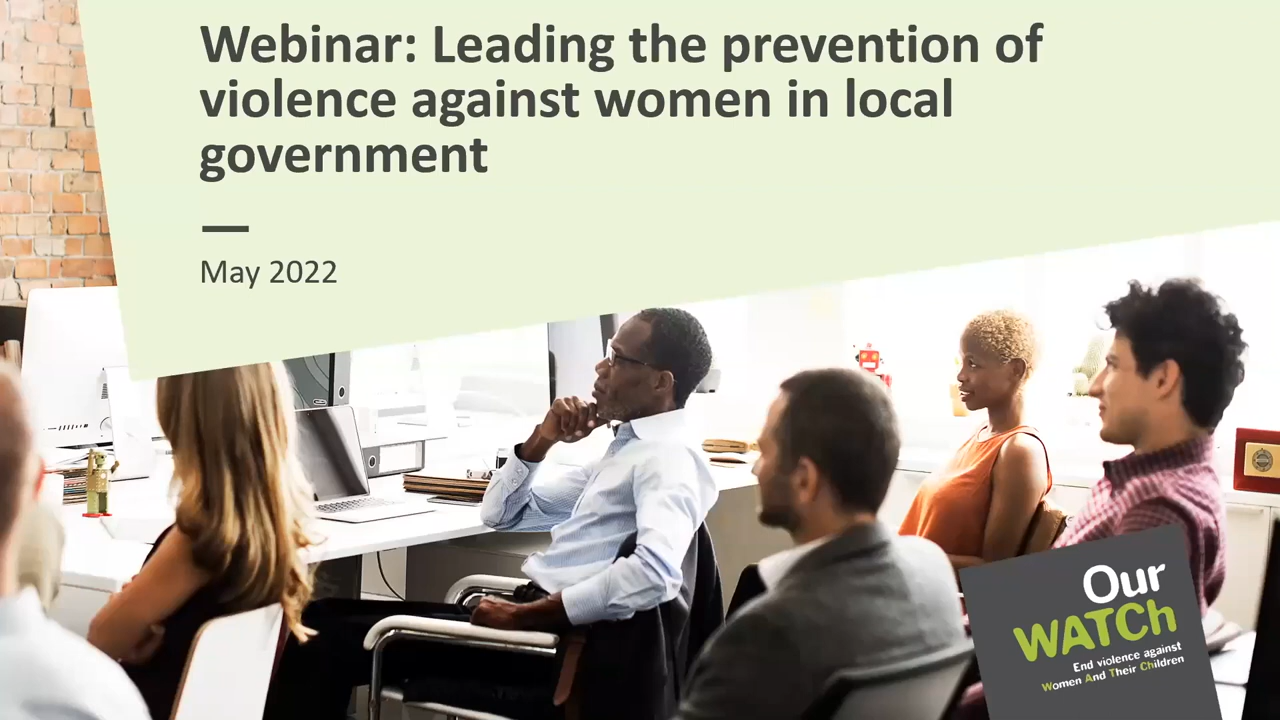 Webinar: Leading the prevention of
violence against women in local
government
May 2022
Our
WATCh
End violence against
Women And Their Children